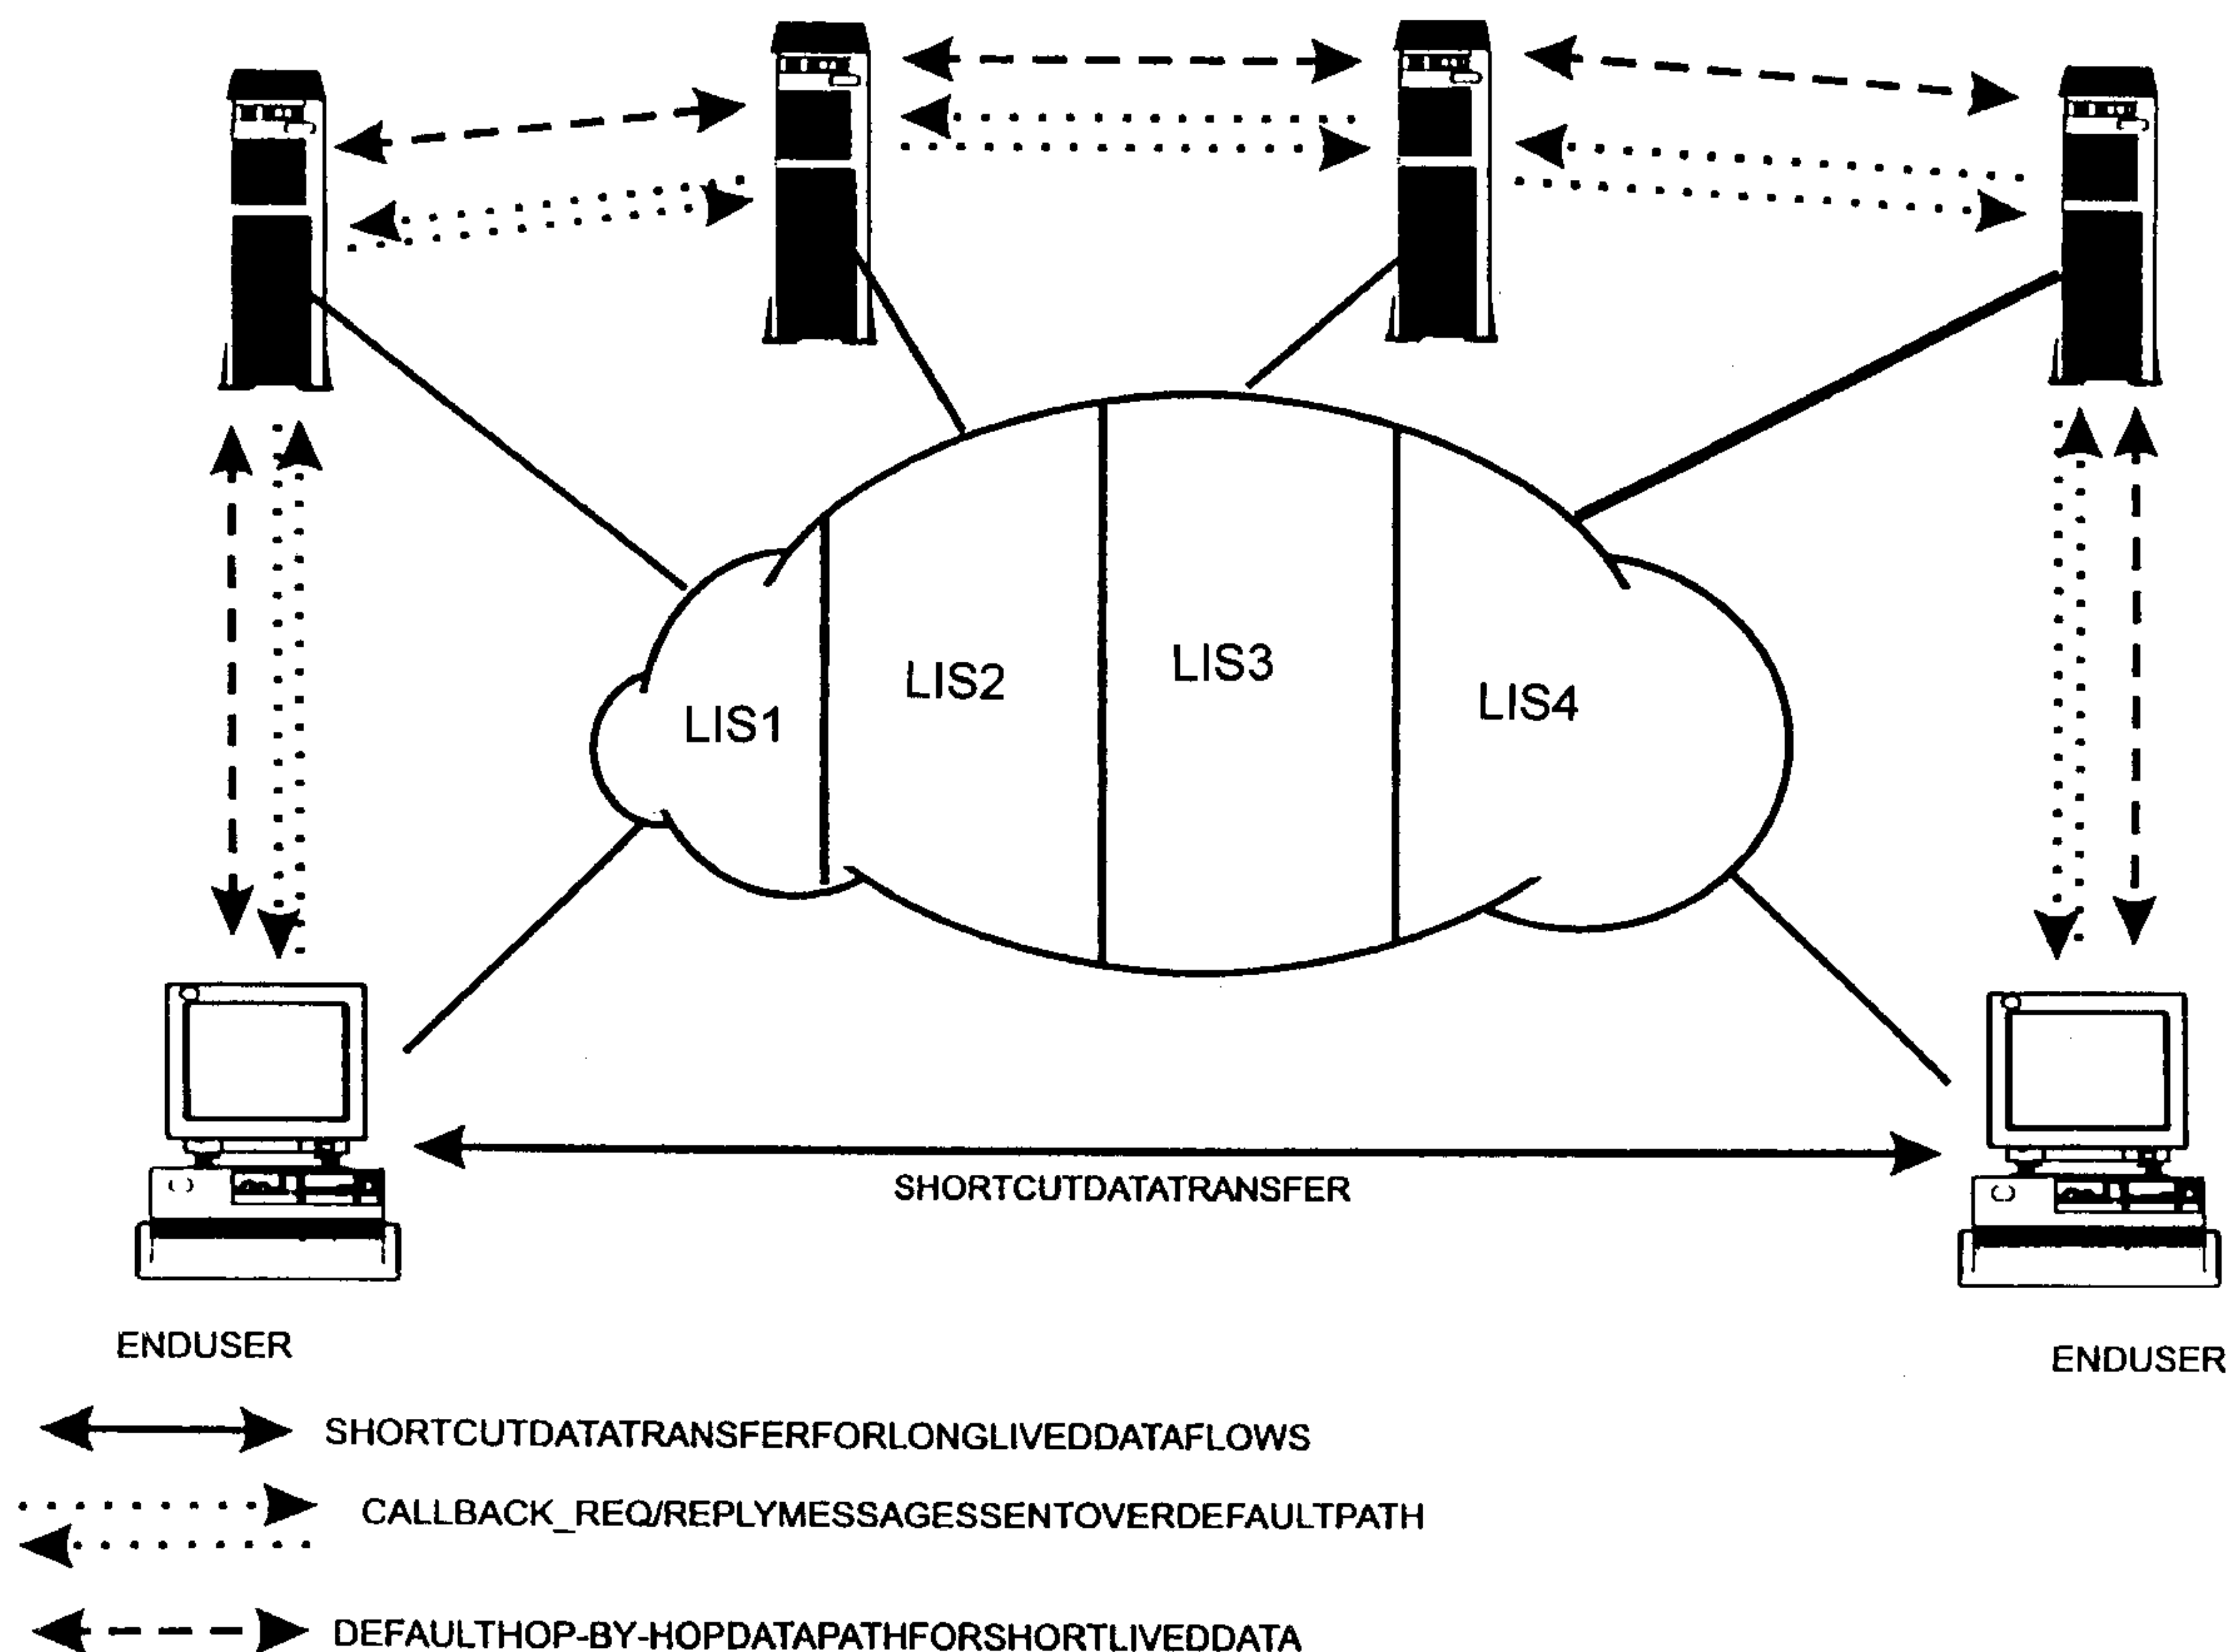 LIS1
LIS2
LIS3
LIS4
SHORTCUTDATATRANSFER
ENDUSER
ENDUSER
SHORTCUTDATATRANSFERFORLONGLIVEDDATAFLOWS
CALLBACK_REQ/REPLYMESSAGESSENTOVERDEFAULTPATH
DEFAULTHOP-BY-HOPDATAPATHFORSHORTLIVEDDATA